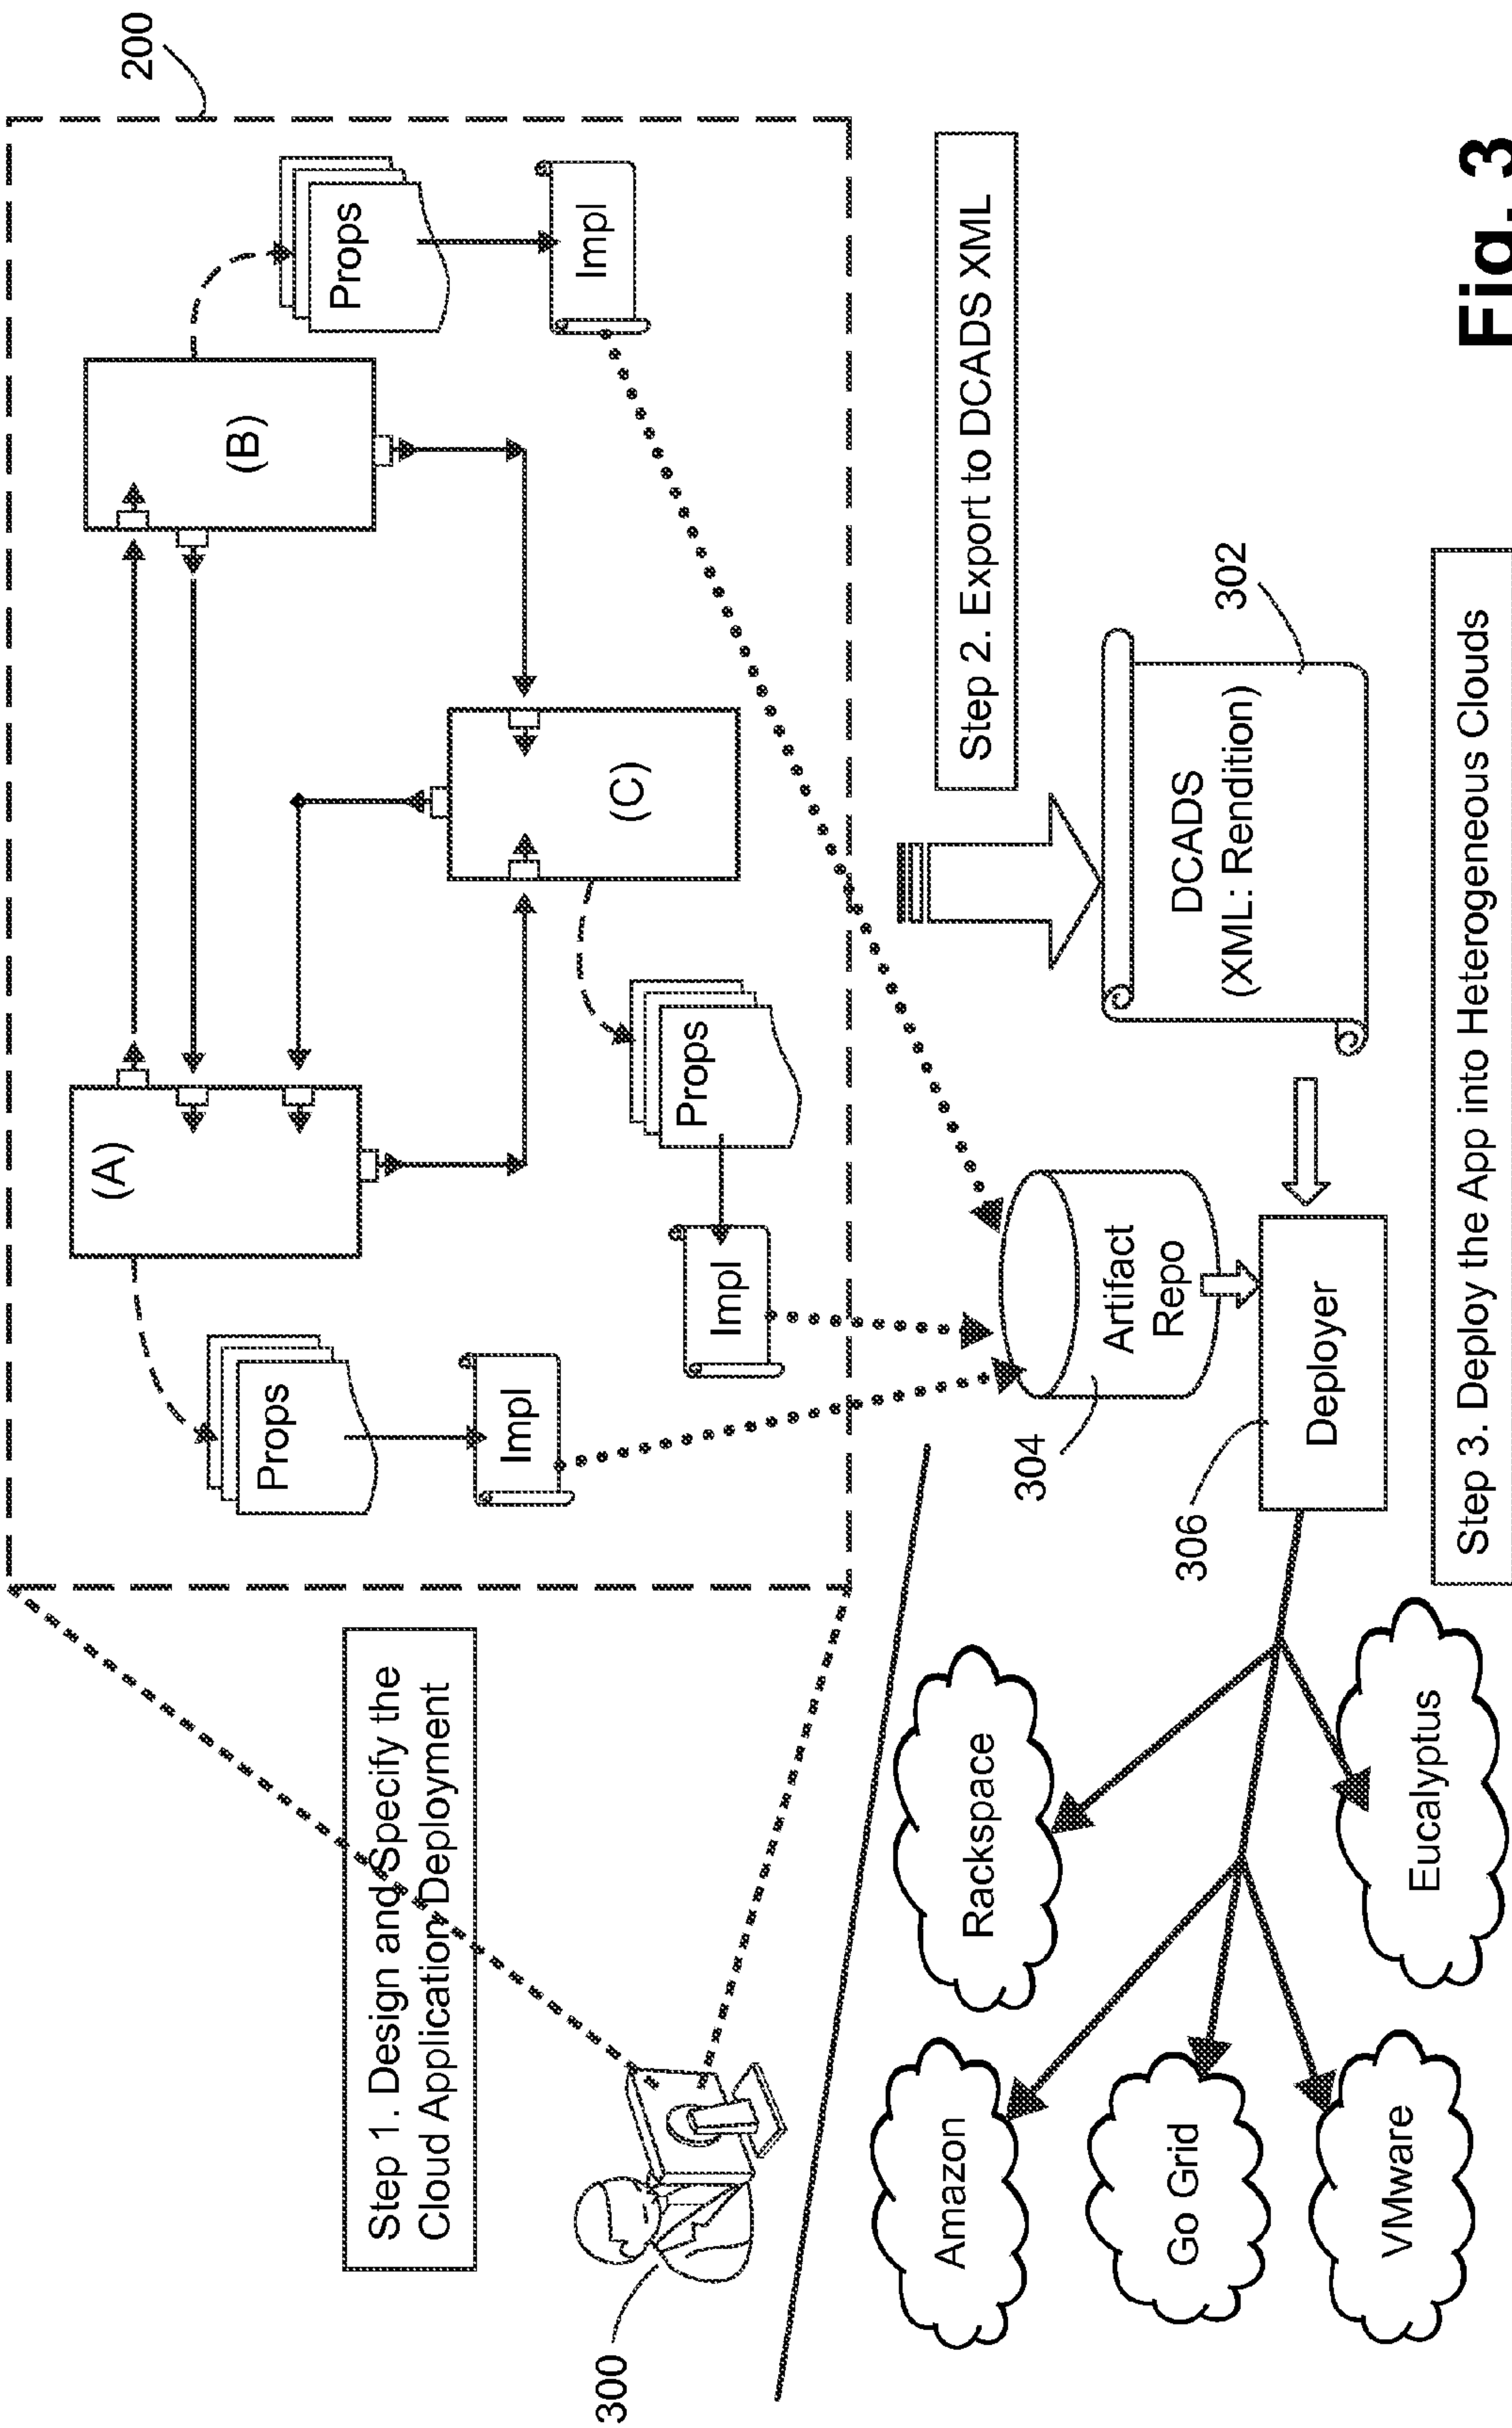 200
(A)
(B)
Props
Impl
Props
Impl
(C)
Props
Impl
Step 1. Design and Specify the
Cloud Application Deployment
300
Step 2. Export to DCADS XML
DCADS
(XML: Rendition)
302
Artifact
Repo
304
Deployer
306
Rackspace
Amazon
Go Grid
VMware
Eucalyptus
Step 3. Deploy the App into Heterogeneous Clouds
Fig. 3